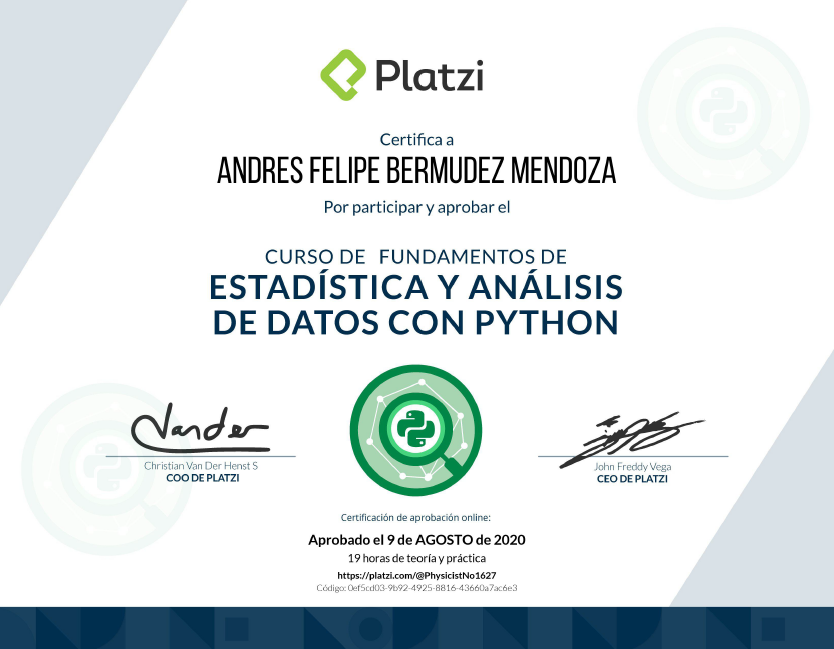 Platzi
Certifica a
ANDRES FELIPE BERMUDEZ MENDOZA
Por participar y aprobar el
CURSO DE FUNDAMENTOS DE
ESTADÍSTICA Y ANÁLISIS
DE DATOS CON PYTHON
Vander
Christian Van Der Henst S
COO DE PLATZI
John Freddy Vega
CEO DE PLATZI
Certificación de aprobación online:
Aprobado el 9 de AGOSTO de 2020
19 horas de teoría y práctica
https://platzi.com/@PhysicistNo1627
Código: 0ef5cd03-9b92-4925-8816-43660a7ac6e3